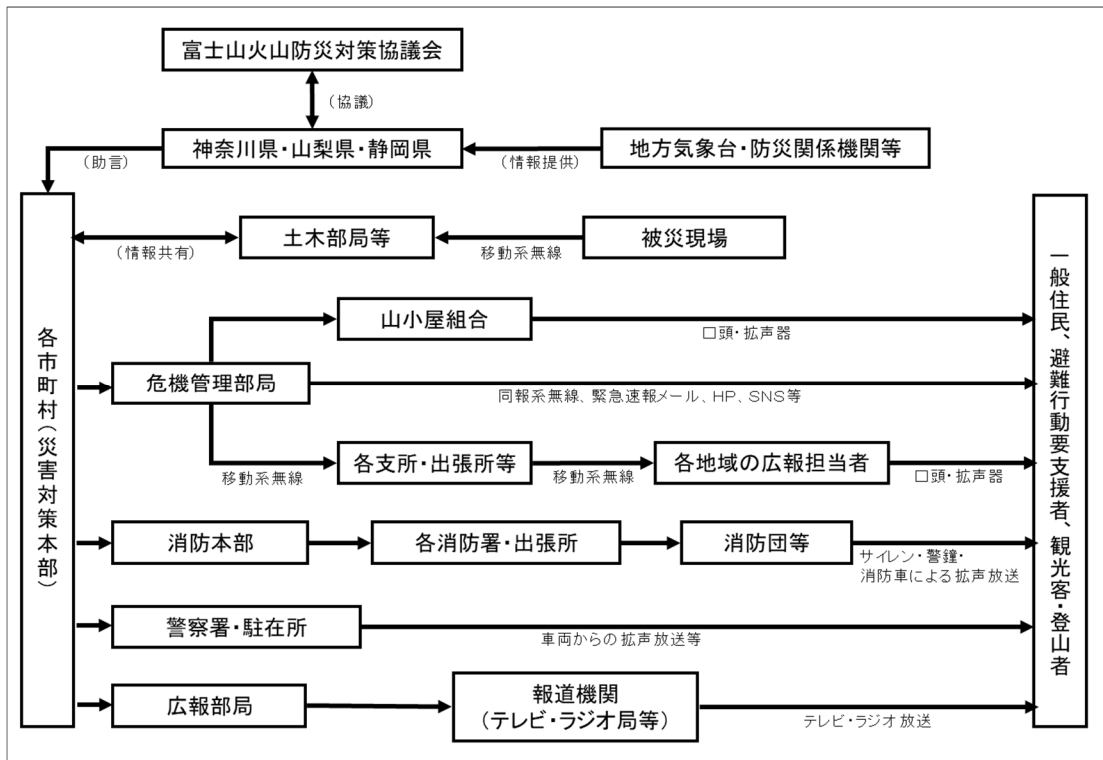 富士山火山防災対策協議会
(協議)
神奈川県・山梨県・静岡県
(助言)
(情報提供)
地方気象台・防災関係機関等
各市町村(災害対策本部)
(情報共有)
土木部局等
移動系無線
被災現場
山小屋組合
口頭・拡声器
危機管理部局
同報系無線、緊急速報メール、HP、SNS等
移動系無線
各支所・出張所等
移動系無線
各地域の広報担当者
口頭・拡声器
消防本部
各消防署・出張所
消防団等
サイレン・警鐘・
消防車による拡声放送
警察署・駐在所
車両からの拡声放送等
広報部局
報道機関
(テレビ・ラジオ局等)
テレビ・ラジオ放送
一般住民、避難行動要支援者、観光客・登山者